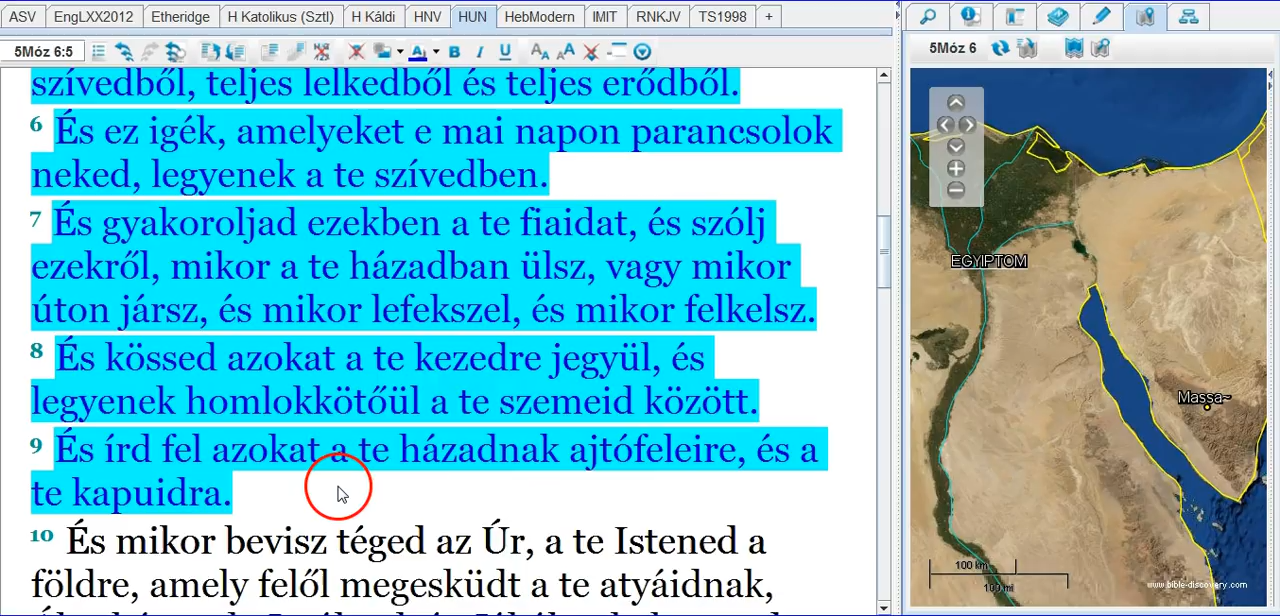 ASV EngLXX2012 Etheridge H Katolikus (Sztl) H Káldi HNV HUN HebModern IMIT RNKJV TS1998 +
5Móz 6:5
szívedből, teljes lelkedből és teljes erődből.
6 És ez igék, amelyeket e mai napon parancsolok
neked, legyenek a te szívedben.
7 És gyakoroljad ezekben a te fiaidat, és szólj
ezekről, mikor a te házadban ülsz, vagy mikor
úton jársz, és mikor lefekszel, és mikor felkelsz.
8 És kössed azokat a te kezedre jegyül, és
legyenek homlokkötőül a te szemeid között.
9 És írd fel azokat a te házadnak ajtófeleire, és a
te kapuidra.
10 És mikor bevisz téged az Úr, a te Istened a
földre, amely felől megesküdt a te atyáidnak,
5Móz 6
EGYIPTOM
Massa~
100 km
100 mi
www.bible-discovery.com